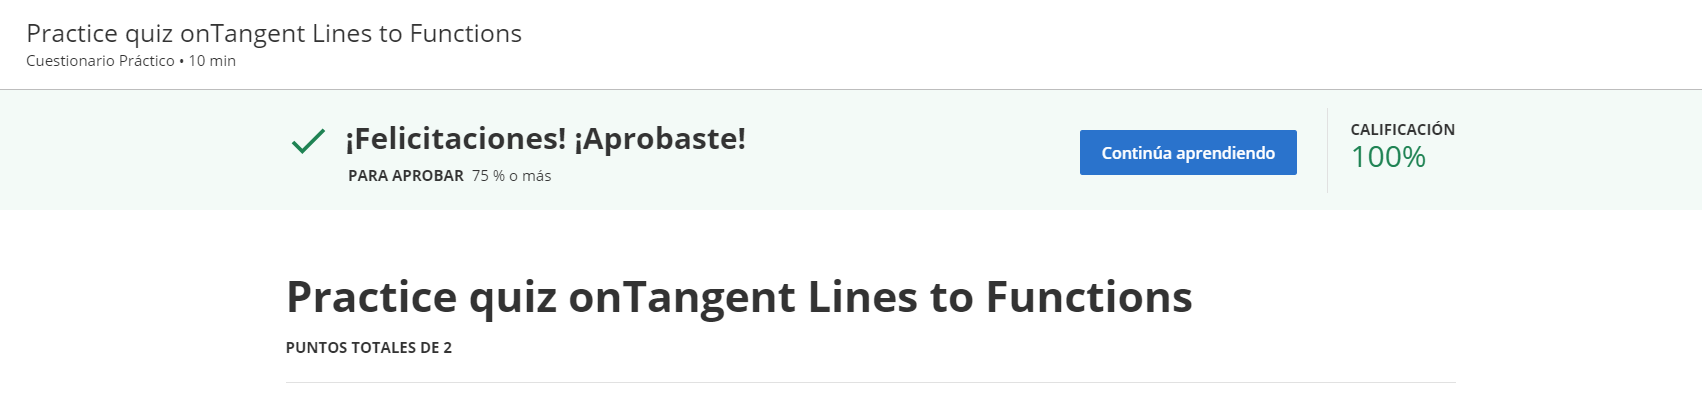 Practice quiz onTangent Lines to Functions
Cuestionario Práctico • 10 min
¡Felicitaciones! ¡Aprobaste!
PARA APROBAR 75 % o más
Continúa aprendiendo
CALIFICACIÓN
100%
Practice quiz onTangent Lines to Functions
PUNTOS TOTALES DE 2